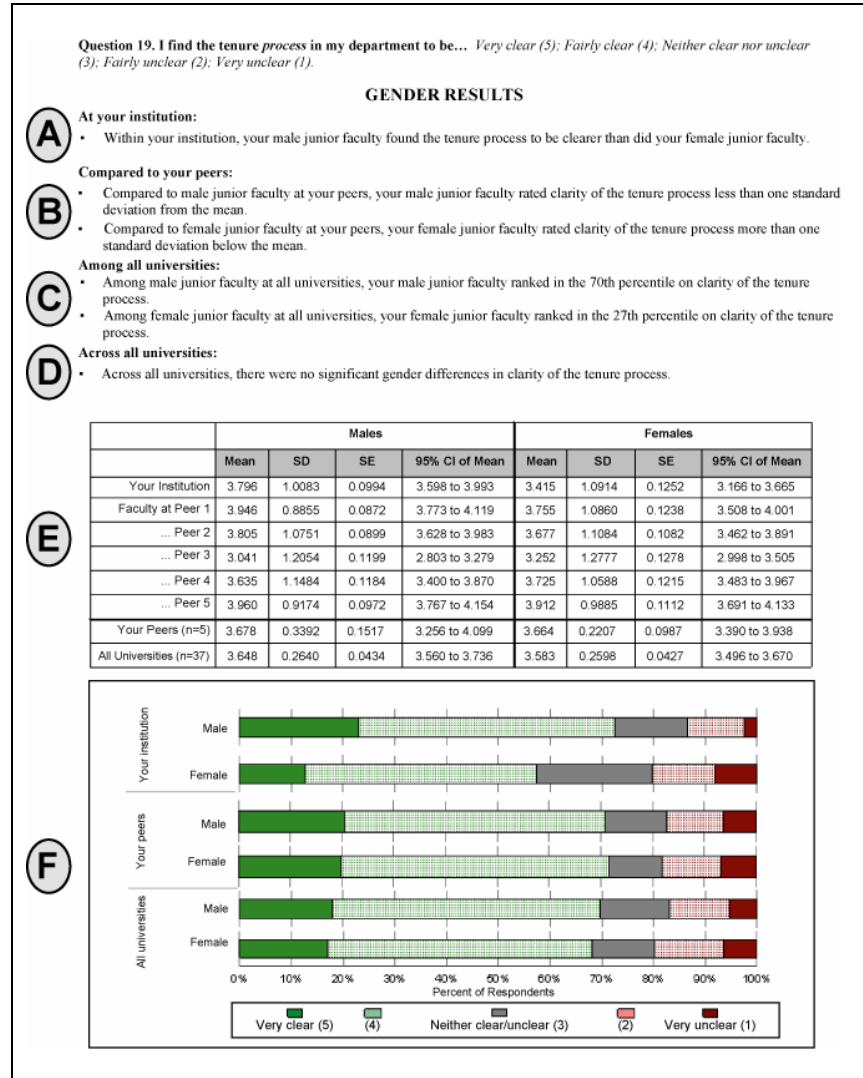 Question 19. I find the tenure process in my department to be… Very clear (5); Fairly clear (4); Neither clear nor unclear
(3); Fairly unclear (2); Very unclear (1).
GENDER RESULTS
A
At your institution:
▪ Within your institution, your male junior faculty found the tenure process to be clearer than did your female junior faculty.
B
Compared to your peers:
▪ Compared to male junior faculty at your peers, your male junior faculty rated clarity of the tenure process less than one standard
deviation from the mean.
▪ Compared to female junior faculty at your peers, your female junior faculty rated clarity of the tenure process more than one
standard deviation below the mean.
C
Among all universities:
▪ Among male junior faculty at all universities, your male junior faculty ranked in the 70th percentile on clarity of the tenure
process.
▪ Among female junior faculty at all universities, your female junior faculty ranked in the 27th percentile on clarity of the tenure
process.
D
Across all universities:
▪ Across all universities, there were no significant gender differences in clarity of the tenure process.
E
Males Females
Mean SD SE 95% CI of Mean Mean SD SE 95% CI of Mean
Your Institution 3.796 1.0083 0.0994 3.598 to 3.993 3.415 1.0914 0.1252 3.166 to 3.665
Faculty at Peer 1 3.946 0.8855 0.0872 3.773 to 4.119 3.755 1.0860 0.1238 3.508 to 4.001
... Peer 2 3.805 1.0751 0.0899 3.628 to 3.983 3.677 1.1084 0.1082 3.462 to 3.891
... Peer 3 3.041 1.2054 0.1199 2.803 to 3.279 3.252 1.2777 0.1278 2.998 to 3.505
... Peer 4 3.635 1.1484 0.1184 3.400 to 3.870 3.725 1.0588 0.1215 3.483 to 3.967
... Peer 5 3.960 0.9174 0.0972 3.767 to 4.154 3.912 0.9885 0.1112 3.691 to 4.133
Your Peers (n=5) 3.678 0.3392 0.1517 3.256 to 4.099 3.664 0.2207 0.0987 3.390 to 3.938
All Universities (n=37) 3.648 0.2640 0.0434 3.560 to 3.736 3.583 0.2598 0.0427 3.496 to 3.670
F
Your institution
Male
Female
Your peers
Male
Female
All universities
Male
Female
0% 10% 20% 30% 40% 50% 60% 70% 80% 90% 100%
Percent of Respondents
Very clear (5) (4) Neither clear/unclear (3) (2) Very unclear (1)